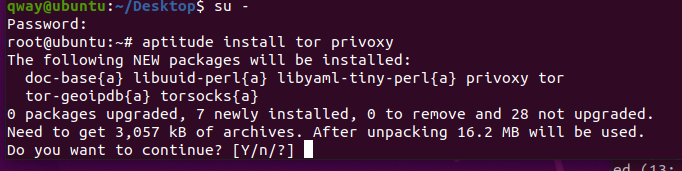 qway@ubuntu:~/Desktop$ su -
Password:
root@ubuntu:~# aptitude install tor privoxy
The following NEW packages will be installed:
  doc-base{a} libuuid-perl{a} libyaml-tiny-perl{a} privoxy tor
  tor-geoipdb{a} torsocks{a}
0 packages upgraded, 7 newly installed, 0 to remove and 28 not upgraded.
Need to get 3,057 kB of archives. After unpacking 16.2 MB will be used.
Do you want to continue? [Y/n/?]
ed (13: